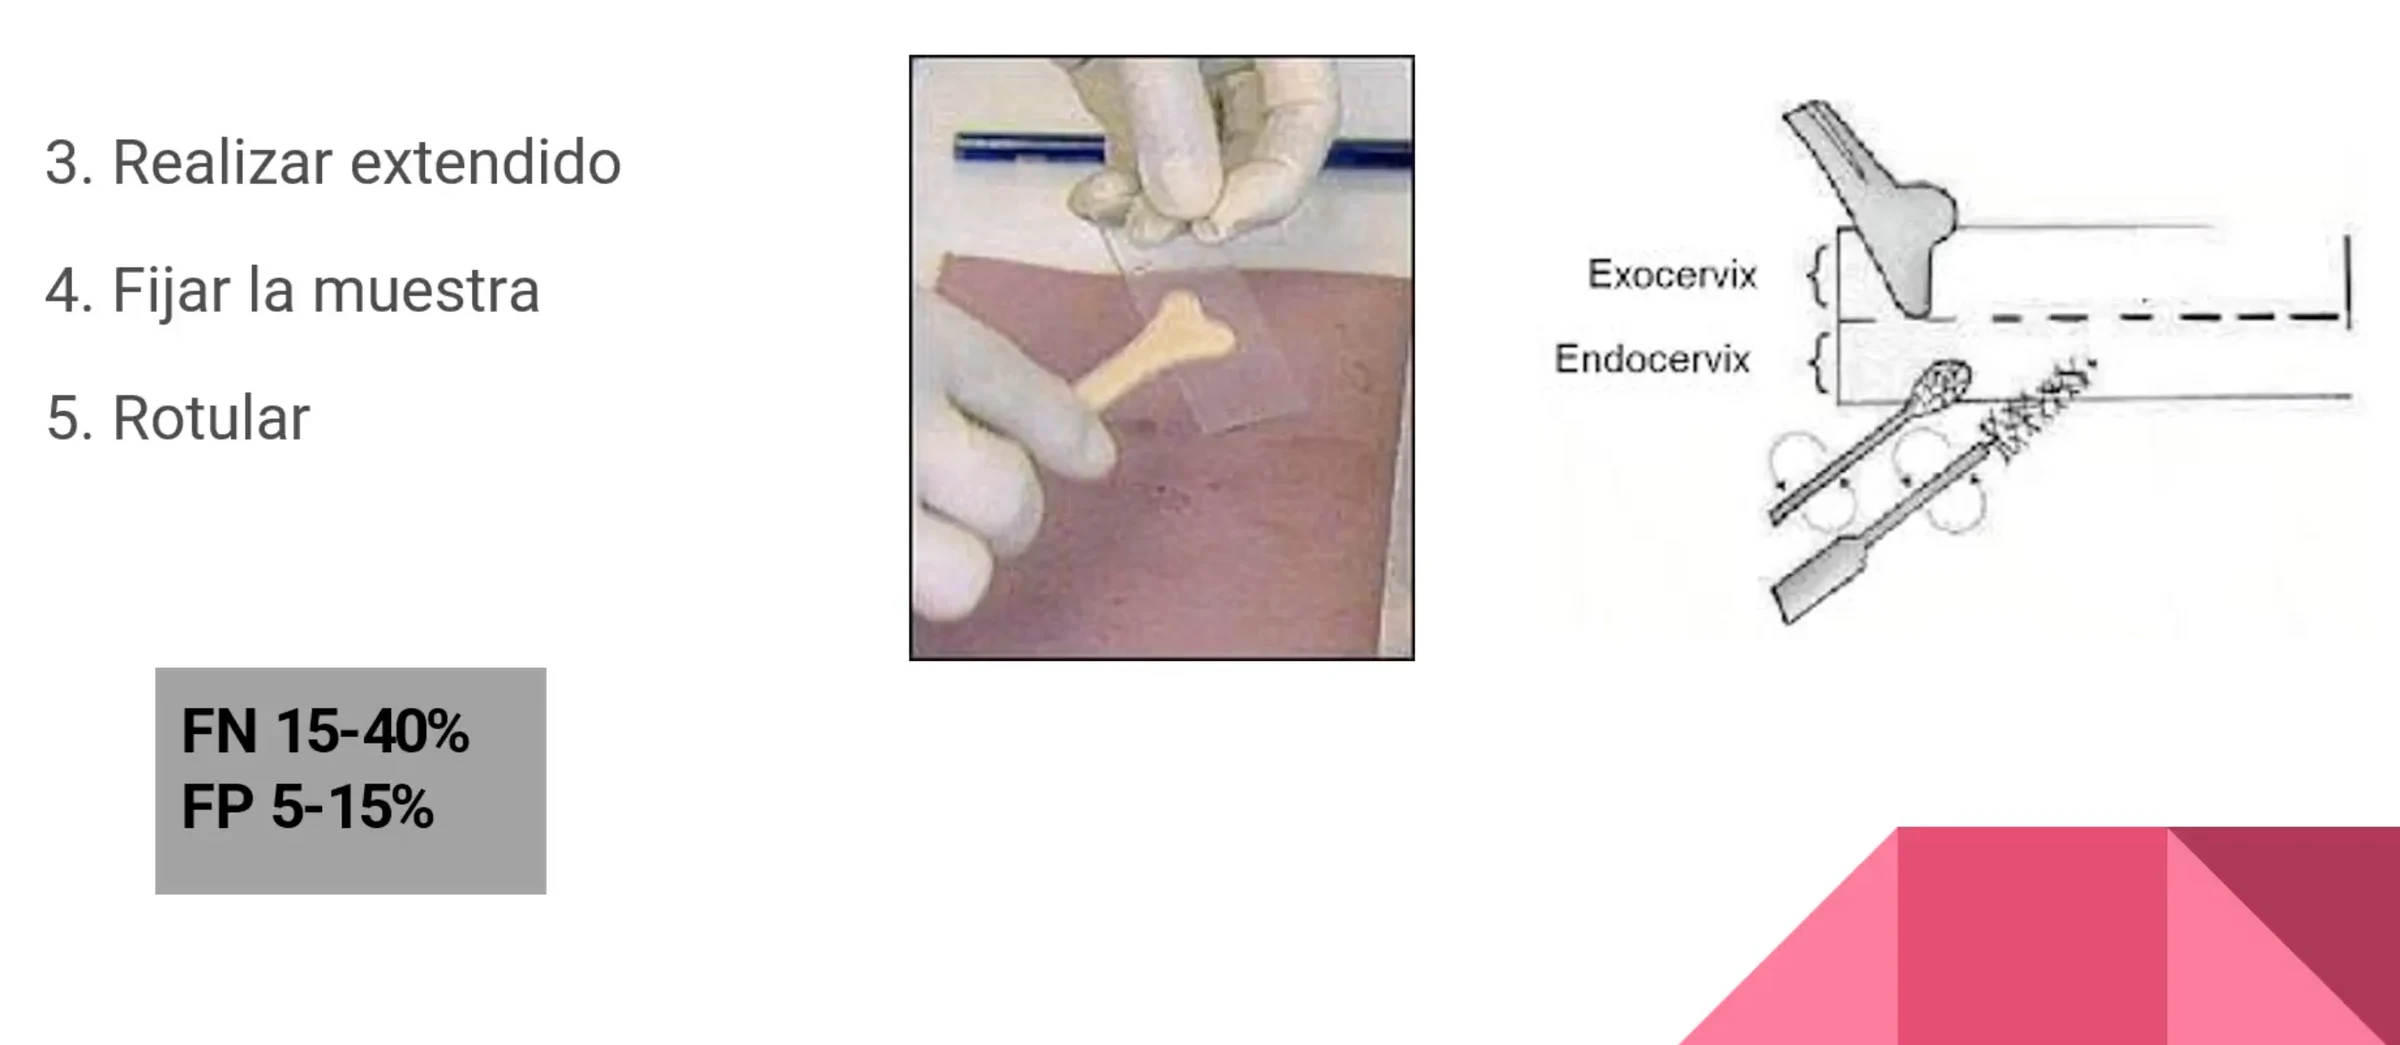 3. Realizar extendido
4. Fijar la muestra
5. Rotular
FN 15-40%
FP 5-15%
Exocervix
Endocervix